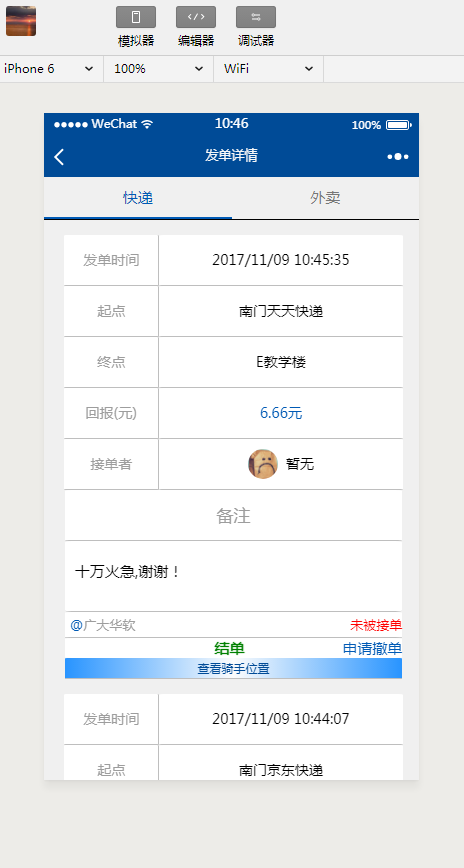 模拟器 编辑器 调试器
iPhone 6 100% WiFi
WeChat 10:46 100%
发单详情
快递 外卖
发单时间 2017/11/09 10:45:35
起点 南门天天快递
终点 E教学楼
回报(元) 6.66元
接单者 暂无
备注
十万火急,谢谢！
@广大华软 未被接单
结单 申请撤单
查看骑手位置
发单时间 2017/11/09 10:44:07
起点 南门京东快递